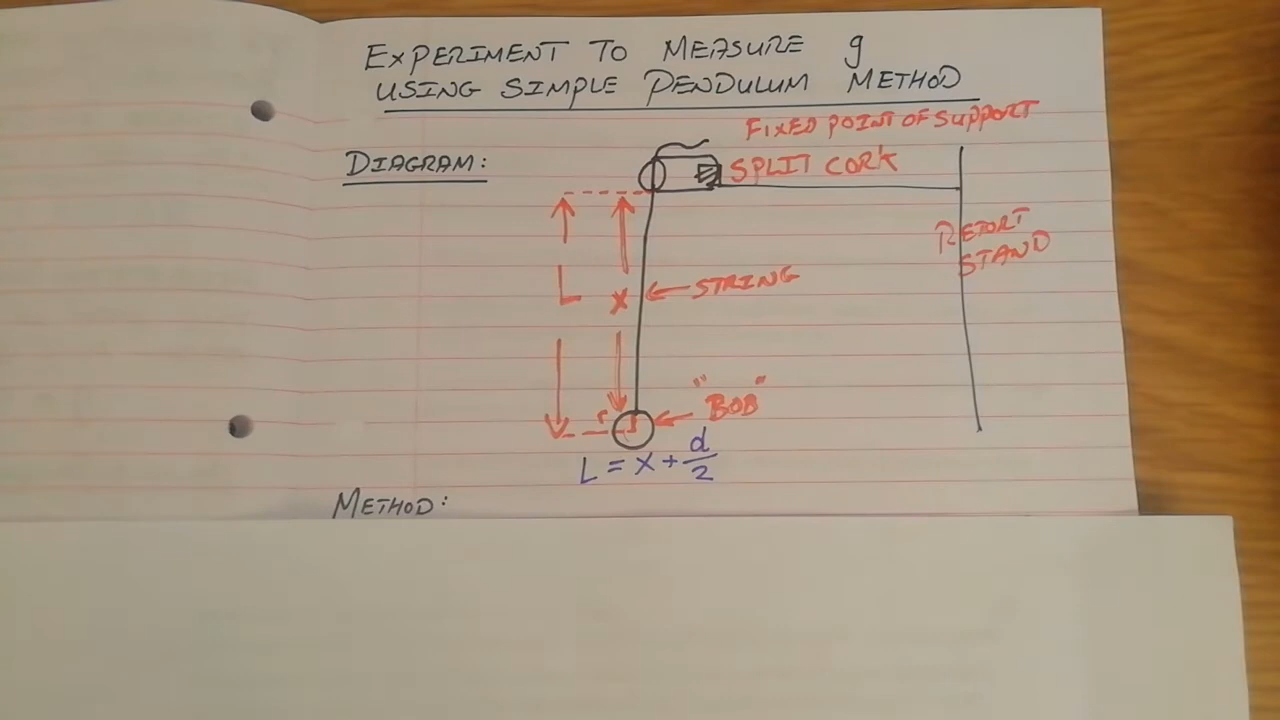 EXPERIMENT TO MEASURE g
USING SIMPLE PENDULUM METHOD
FIXED POINT OF SUPPORT
DIAGRAM:
SPLIT CORK
RETORT
STAND
L
X
STRING
"BOB"
r
L = X + d/2
METHOD: